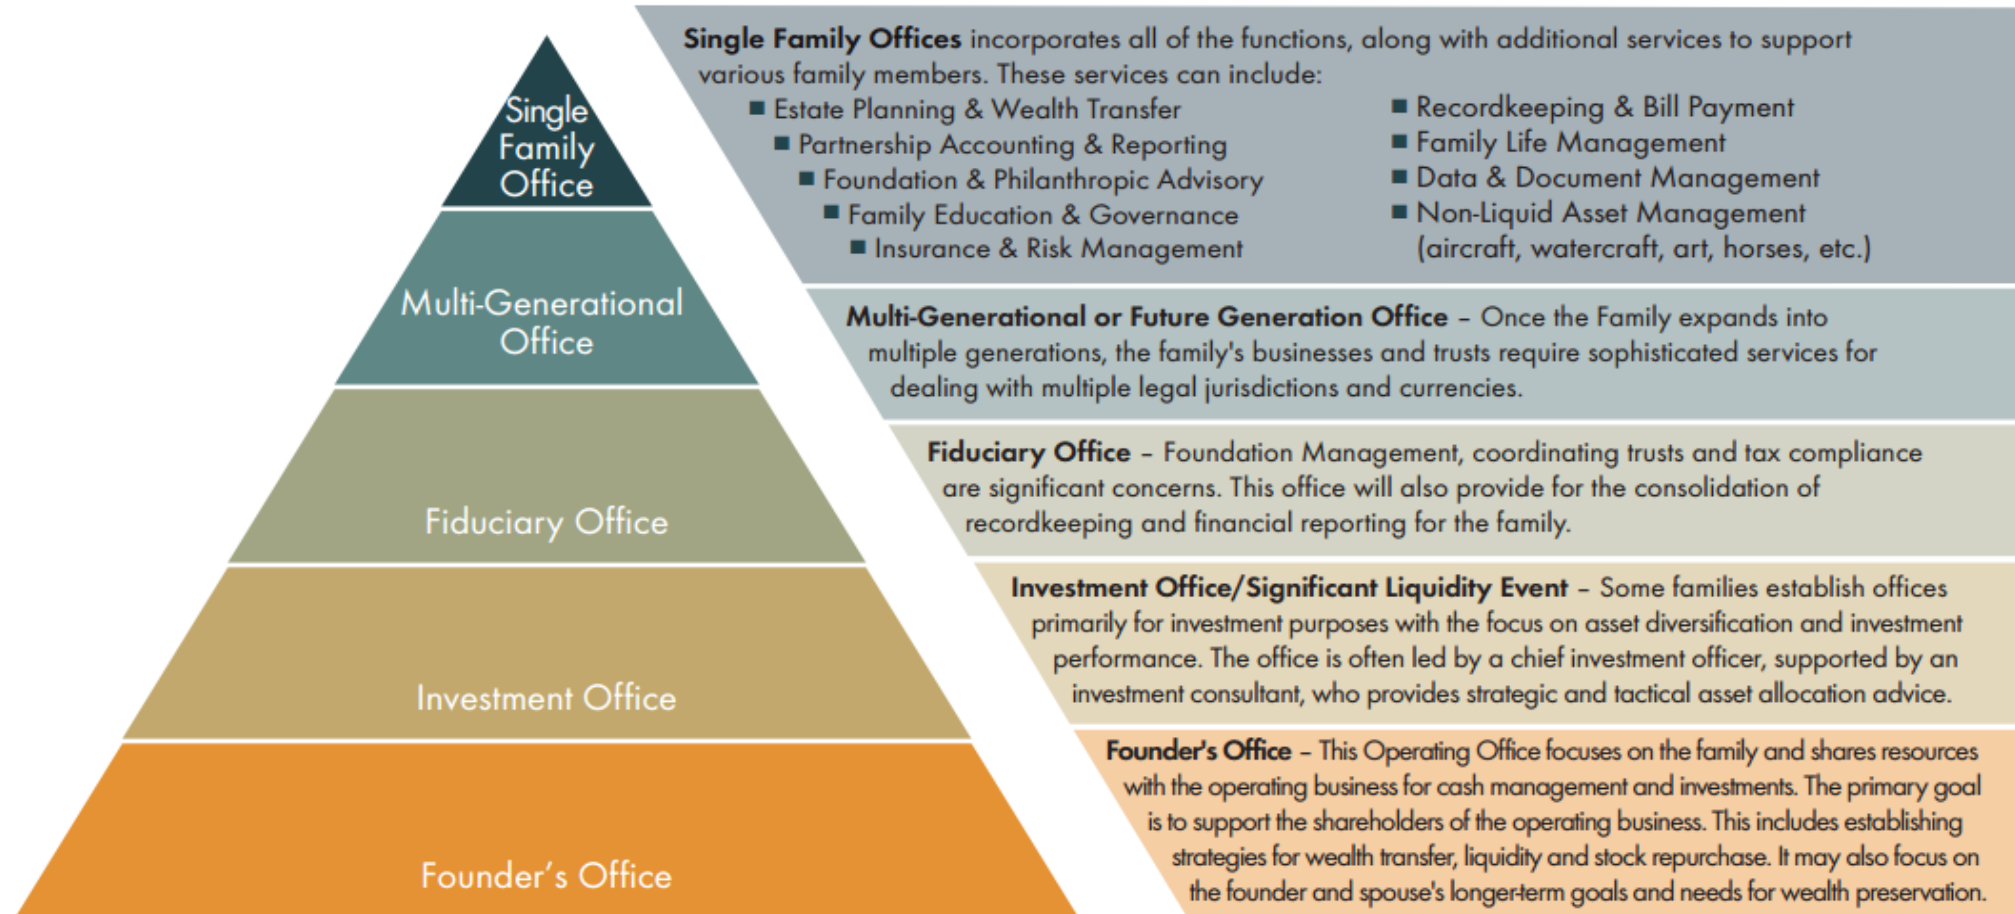 Single
Family
Office
Multi-Generational
Office
Fiduciary Office
Investment Office
Founder’s Office
Single Family Offices incorporates all of the functions, along with additional services to support
various family members. These services can include:
■ Estate Planning & Wealth Transfer
■ Partnership Accounting & Reporting
■ Foundation & Philanthropic Advisory
■ Family Education & Governance
■ Insurance & Risk Management
■ Recordkeeping & Bill Payment
■ Family Life Management
■ Data & Document Management
■ Non-Liquid Asset Management
(aircraft, watercraft, art, horses, etc.)
Multi-Generational or Future Generation Office – Once the Family expands into
multiple generations, the family's businesses and trusts require sophisticated services for
dealing with multiple legal jurisdictions and currencies.
Fiduciary Office – Foundation Management, coordinating trusts and tax compliance
are significant concerns. This office will also provide for the consolidation of
recordkeeping and financial reporting for the family.
Investment Office/Significant Liquidity Event – Some families establish offices
primarily for investment purposes with the focus on asset diversification and investment
performance. The office is often led by a chief investment officer, supported by an
investment consultant, who provides strategic and tactical asset allocation advice.
Founder's Office – This Operating Office focuses on the family and shares resources
with the operating business for cash management and investments. The primary goal
is to support the shareholders of the operating business. This includes establishing
strategies for wealth transfer, liquidity and stock repurchase. It may also focus on
the founder and spouse's longer-term goals and needs for wealth preservation.